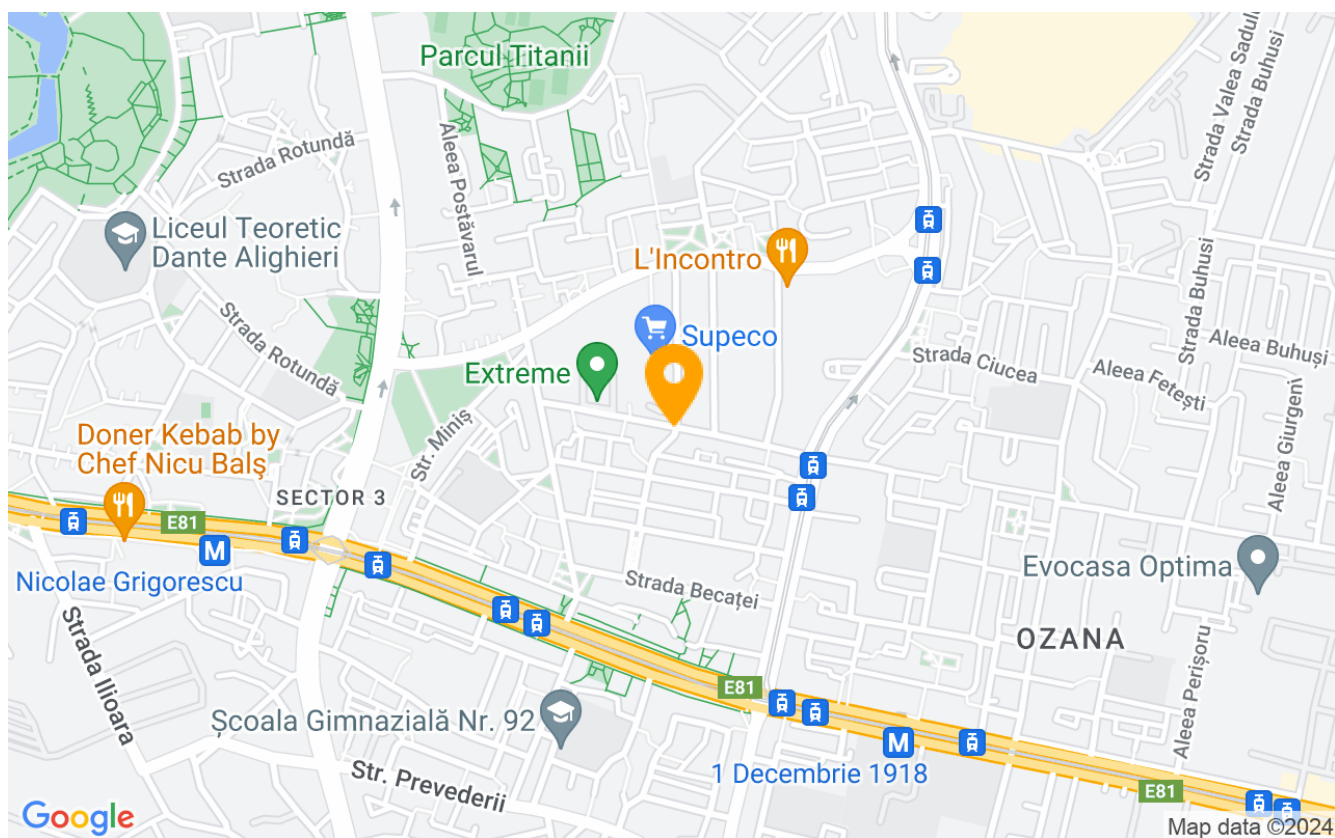 Parcul Titanii
Strada Valea Sadului
Strada Buhusi
Strada Rotundă
Aleea Postăvarul
Liceul Teoretic
Dante Alighieri
L'Incontro
Strada Buhusi
Supeco
Aleea Buhuși
Strada Rotundă
Strada Ciucea
Aleea Fetești
Extreme
Str. Miniș
Aleea Giurgeni
Doner Kebab by
Chef Nicu Balş
SECTOR 3
E81
M
Nicolae Grigorescu
Strada Becaței
Evocasa Optima
Strada Ilioara
OZANA
Aleea Perișoru
E81
Școala Gimnazială Nr. 92
M
1 Decembrie 1918
Str. Prevederii
E81
Google
Map data ©2024